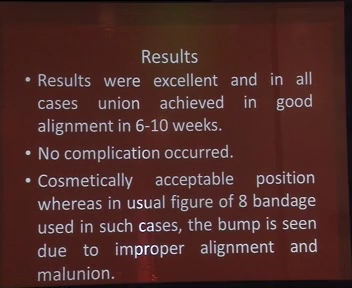 Results
• Results were excellent and in all
cases union achieved in good
alignment in 6-10 weeks.
• No complication occurred.
• Cosmetically acceptable position
whereas in usual figure of 8 bandage
used in such cases, the bump is seen
due to improper alignment and
malunion.